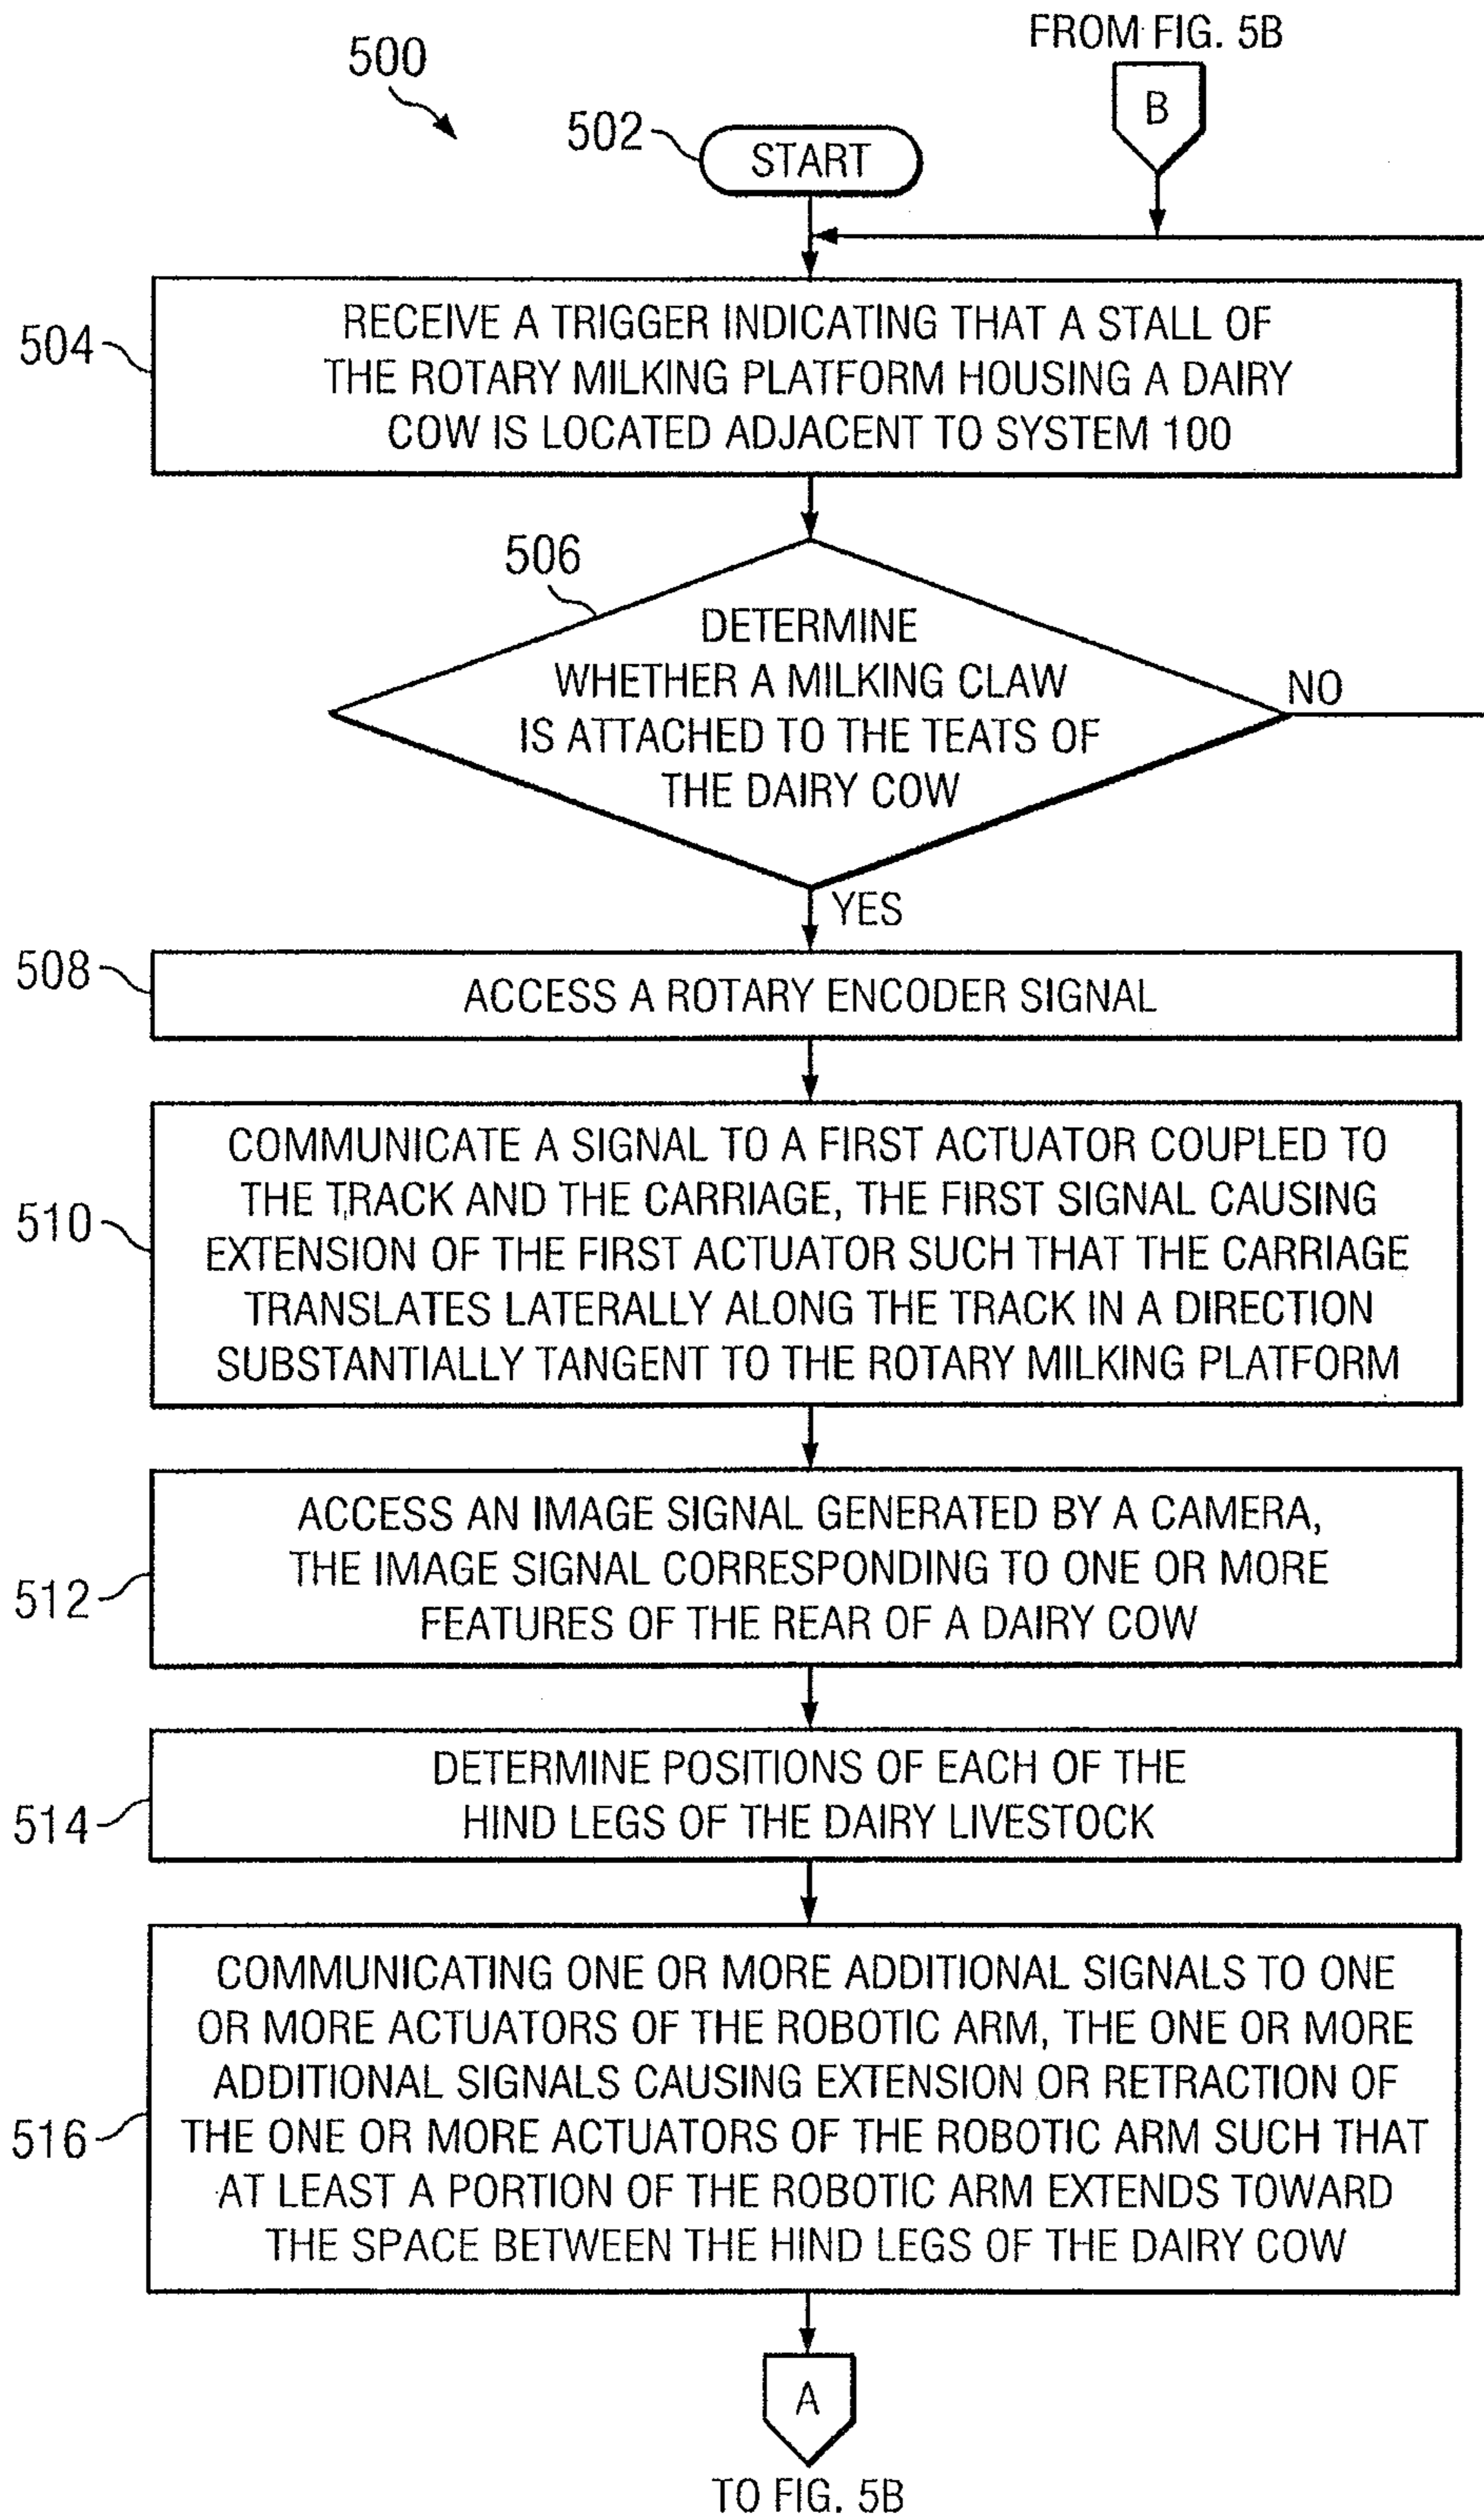 FROM FIG. 5B
500
B
502
START
504
RECEIVE A TRIGGER INDICATING THAT A STALL OF
THE ROTARY MILKING PLATFORM HOUSING A DAIRY
COW IS LOCATED ADJACENT TO SYSTEM 100
506
DETERMINE
WHETHER A MILKING CLAW
IS ATTACHED TO THE TEATS OF
THE DAIRY COW
NO
YES
508
ACCESS A ROTARY ENCODER SIGNAL
510
COMMUNICATE A SIGNAL TO A FIRST ACTUATOR COUPLED TO
THE TRACK AND THE CARRIAGE, THE FIRST SIGNAL CAUSING
EXTENSION OF THE FIRST ACTUATOR SUCH THAT THE CARRIAGE
TRANSLATES LATERALLY ALONG THE TRACK IN A DIRECTION
SUBSTANTIALLY TANGENT TO THE ROTARY MILKING PLATFORM
512
ACCESS AN IMAGE SIGNAL GENERATED BY A CAMERA,
THE IMAGE SIGNAL CORRESPONDING TO ONE OR MORE
FEATURES OF THE REAR OF A DAIRY COW
514
DETERMINE POSITIONS OF EACH OF THE
HIND LEGS OF THE DAIRY LIVESTOCK
516
COMMUNICATING ONE OR MORE ADDITIONAL SIGNALS TO ONE
OR MORE ACTUATORS OF THE ROBOTIC ARM, THE ONE OR MORE
ADDITIONAL SIGNALS CAUSING EXTENSION OR RETRACTION OF
THE ONE OR MORE ACTUATORS OF THE ROBOTIC ARM SUCH THAT
AT LEAST A PORTION OF THE ROBOTIC ARM EXTENDS TOWARD
THE SPACE BETWEEN THE HIND LEGS OF THE DAIRY COW
A
TO FIG. 5B